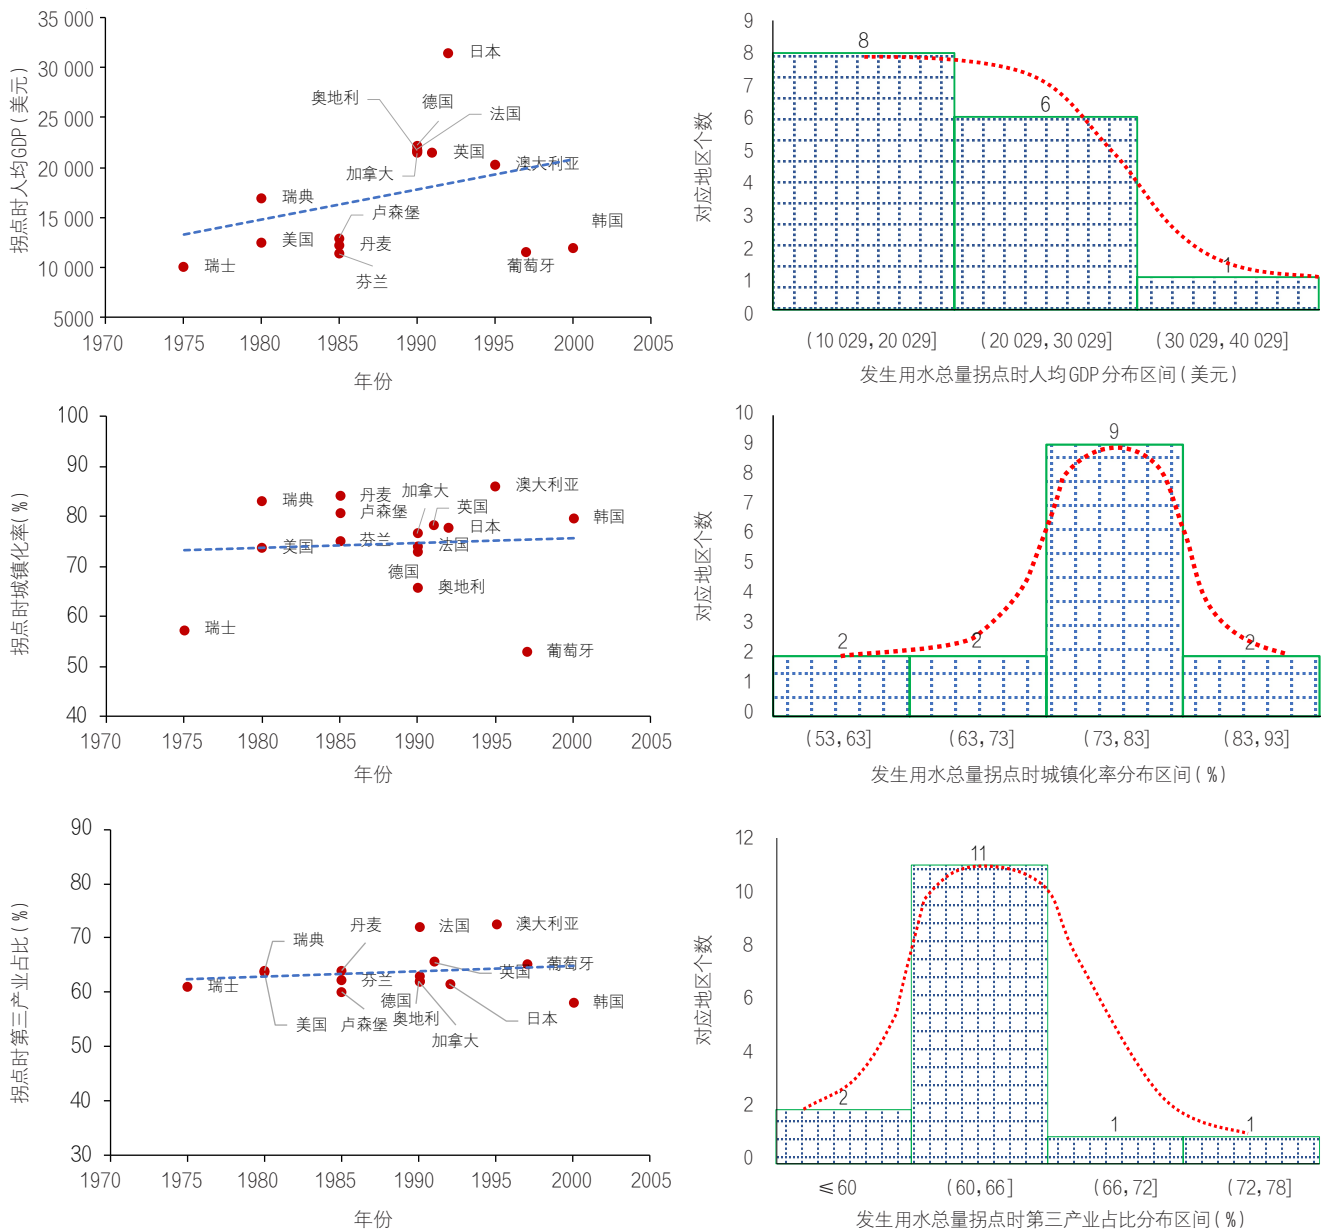 35 000
30 000
25 000
20 000
15 000
10 000
5000
拐点时人均GDP(美元)
1970 1975 1980 1985 1990 1995 2000 2005
年份
日本
奥地利
德国
法国
英国
澳大利亚
加拿大
瑞典
卢森堡
韩国
美国
丹麦
瑞士
葡萄牙
芬兰
9
8
7
6
5
4
3
2
1
0
对应地区个数
8
6
1
(10 029,20 029] (20 029,30 029] (30 029,40 029]
发生用水总量拐点时人均GDP分布区间(美元)
100
90
80
70
60
50
40
拐点时城镇化率(%)
1970 1975 1980 1985 1990 1995 2000 2005
年份
瑞典
丹麦
加拿大
澳大利亚
卢森堡
英国
韩国
日本
美国
芬兰
法国
德国
奥地利
瑞士
葡萄牙
10
9
8
7
6
5
4
3
2
1
0
对应地区个数
2
2
9
2
(53,63] (63,73] (73,83] (83,93]
发生用水总量拐点时城镇化率分布区间(%)
90
80
70
60
50
40
30
拐点时第三产业占比(%)
1970 1975 1980 1985 1990 1995 2000 2005
年份
瑞典
丹麦
法国
澳大利亚
瑞士
芬兰
英国
葡萄牙
德国
韩国
美国
卢森堡
奥地利
日本
加拿大
12
10
8
6
4
2
0
对应地区个数
2
11
1
1
≤60 (60,66] (66,72] (72,78]
发生用水总量拐点时第三产业占比分布区间(%)